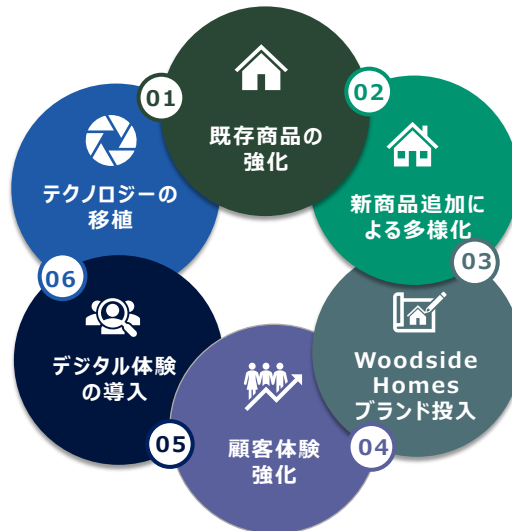 01
既存商品の
強化
02
新商品追加に
よる多様化
03
Woodside
Homes
ブランド投入
04
顧客体験
強化
05
デジタル体験
の導入
06
テクノロジーの
移植